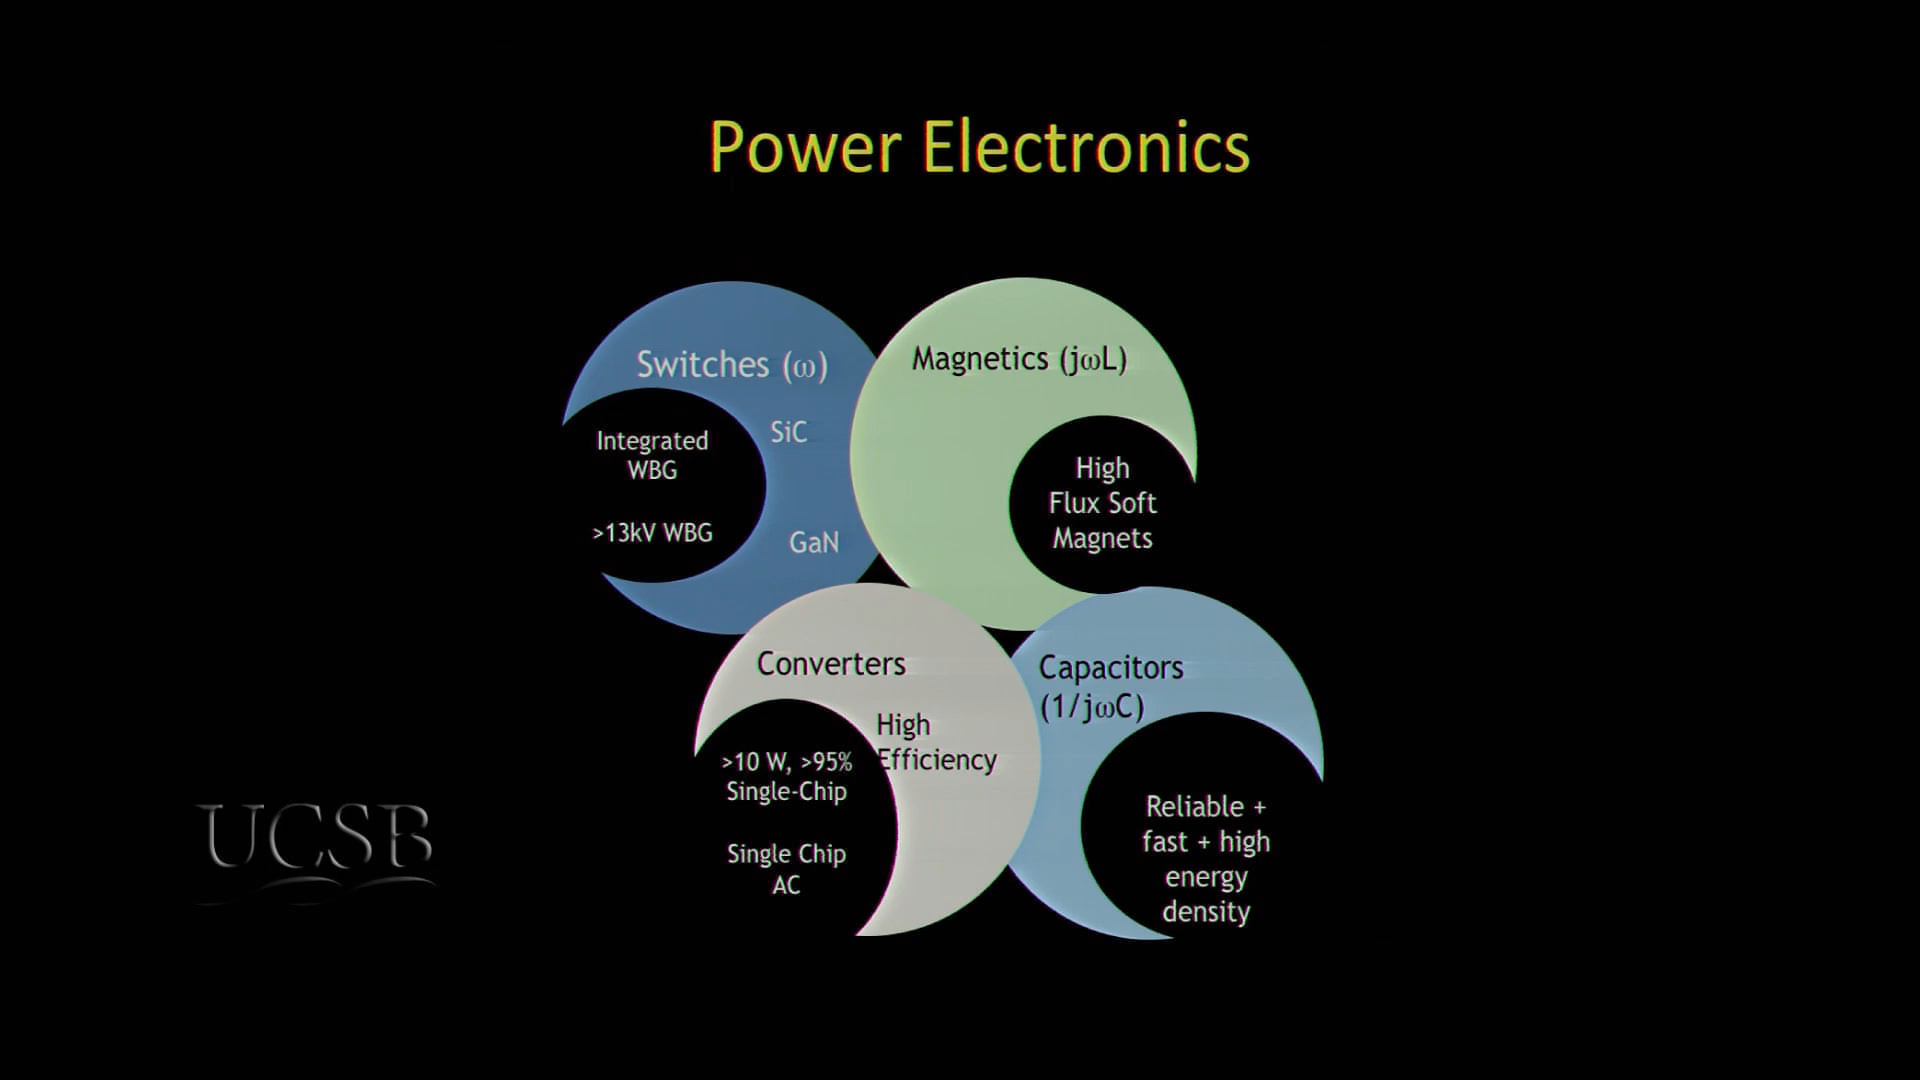 Power Electronics
Switches (ω)
SiC
Integrated
WBG
>13kV WBG
GaN
Magnetics (jωL)
High
Flux Soft
Magnets
Converters
High
Efficiency
>10 W, >95%
Single-Chip
Single Chip
AC
Capacitors
(1/jωC)
Reliable +
fast + high
energy
density
UCSB